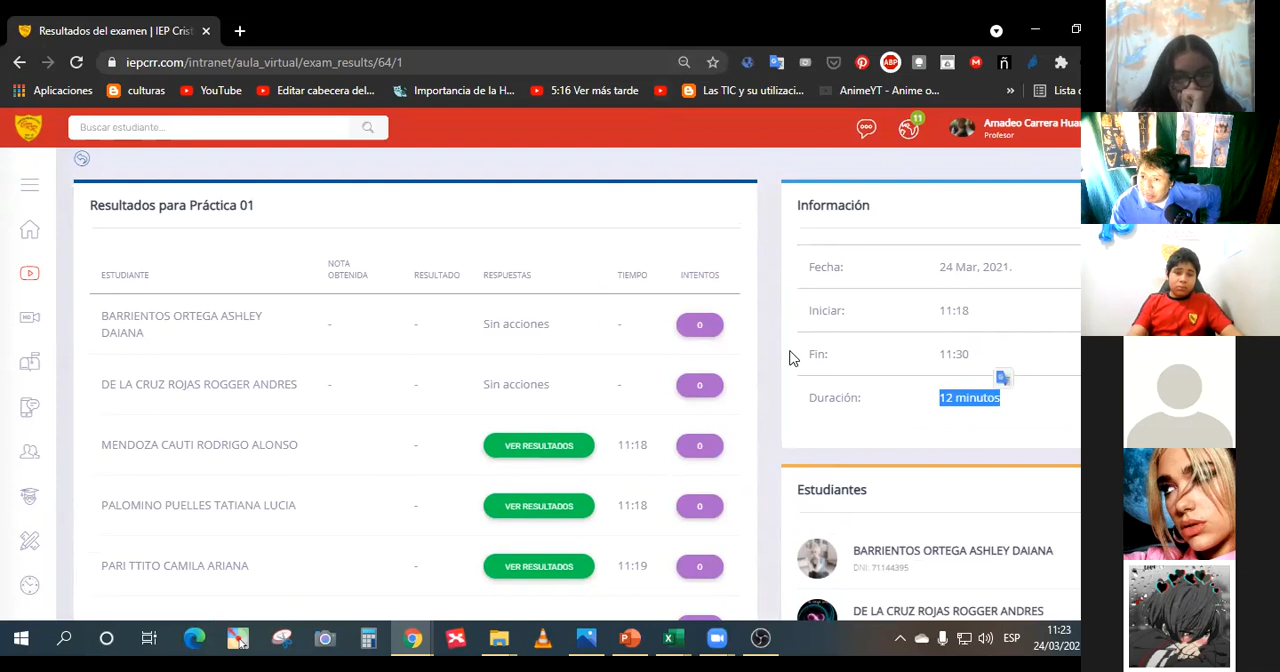 Resultados del examen | IEP Crist
iepcrr.com/intranet/aula_virtual/exam_results/64/1
Aplicaciones
culturas
YouTube
Editar cabecera del...
Importancia de la H...
5:16 Ver más tarde
Las TIC y su utilizaci...
AnimeYT - Anime o...
»
Lista d
ABP
ñ
Buscar estudiante...
11
Amadeo Carrera Huar
Profesor
Resultados para Práctica 01
ESTUDIANTE
NOTA OBTENIDA
RESULTADO
RESPUESTAS
TIEMPO
INTENTOS
BARRIENTOS ORTEGA ASHLEY DAIANA
- - Sin acciones - 0
DE LA CRUZ ROJAS ROGGER ANDRES
- - Sin acciones - 0
MENDOZA CAUTI RODRIGO ALONSO
- VER RESULTADOS 11:18 0
PALOMINO PUELLES TATIANA LUCIA
- VER RESULTADOS 11:18 0
PARI TTITO CAMILA ARIANA
- VER RESULTADOS 11:19 0
Información
Fecha: 24 Mar, 2021.
Iniciar: 11:18
Fin: 11:30
Duración: 12 minutos
Estudiantes
BARRIENTOS ORTEGA ASHLEY DAIANA
DNI: 71144395
DE LA CRUZ ROJAS ROGGER ANDRES
ESP
11:23
24/03/202